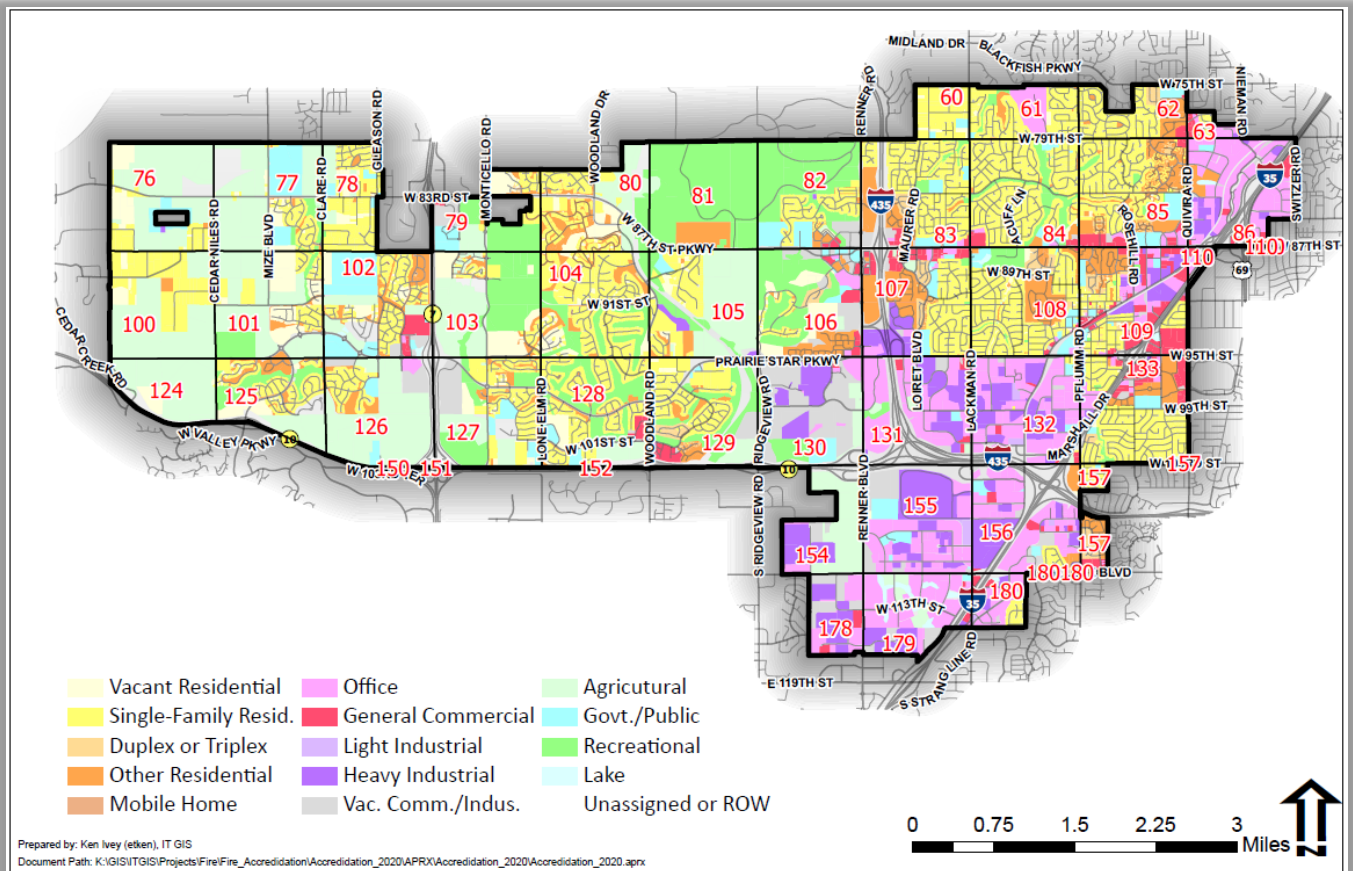 MIDLAND DR
BLACKFISH PKWY
W 75TH ST
NIEMAN RD
RENNER RD
60
61
62
63
W 79TH ST
GLEASON RD
MONTICELLO RD
WOODLAND DR
76
77
78
CLARE RD
80
81
82
435
MAURER RD
ACUFF LN
35
SWITZER RD
W 83RD ST
79
CEDAR NILES RD
MIZE BLVD
W 87TH ST PKWY
83
84
ROSEHILL RD
85
QUIVIRA RD
86
110
W 87TH ST
110
69
102
104
W 89TH ST
107
108
W 91ST ST
100
101
7
103
105
106
109
CEDAR CREEK RD
PRAIRIE STAR PKWY
W 95TH ST
LORET BLVD
LACKMAN RD
PFLUMM RD
133
124
125
128
LONE ELM RD
WOODLAND RD
RIDGEVIEW RD
W 99TH ST
MARSHALL DR
W VALLEY PKWY
10
126
127
W 101ST ST
129
130
131
132
435
150
151
152
10
157
157
S RIDGEVIEW RD
RENNER BLVD
155
156
154
157
180
180
BLVD
180
W 113TH ST
35
178
179
E 119TH ST
S STRANG LINE RD
Vacant Residential
Office
Agricutural
Single-Family Resid.
General Commercial
Govt./Public
Duplex or Triplex
Light Industrial
Recreational
Other Residential
Heavy Industrial
Lake
Mobile Home
Vac. Comm./Indus.
Unassigned or ROW
0
0.75
1.5
2.25
3
Miles
N
Prepared by: Ken Ivey (etken), IT GIS
Document Path: K:\GIS\ITGIS\Projects\Fire\Fire_Accredidation\Accredidation_2020\APRX\Accredidation_2020\Accredidation_2020.aprx